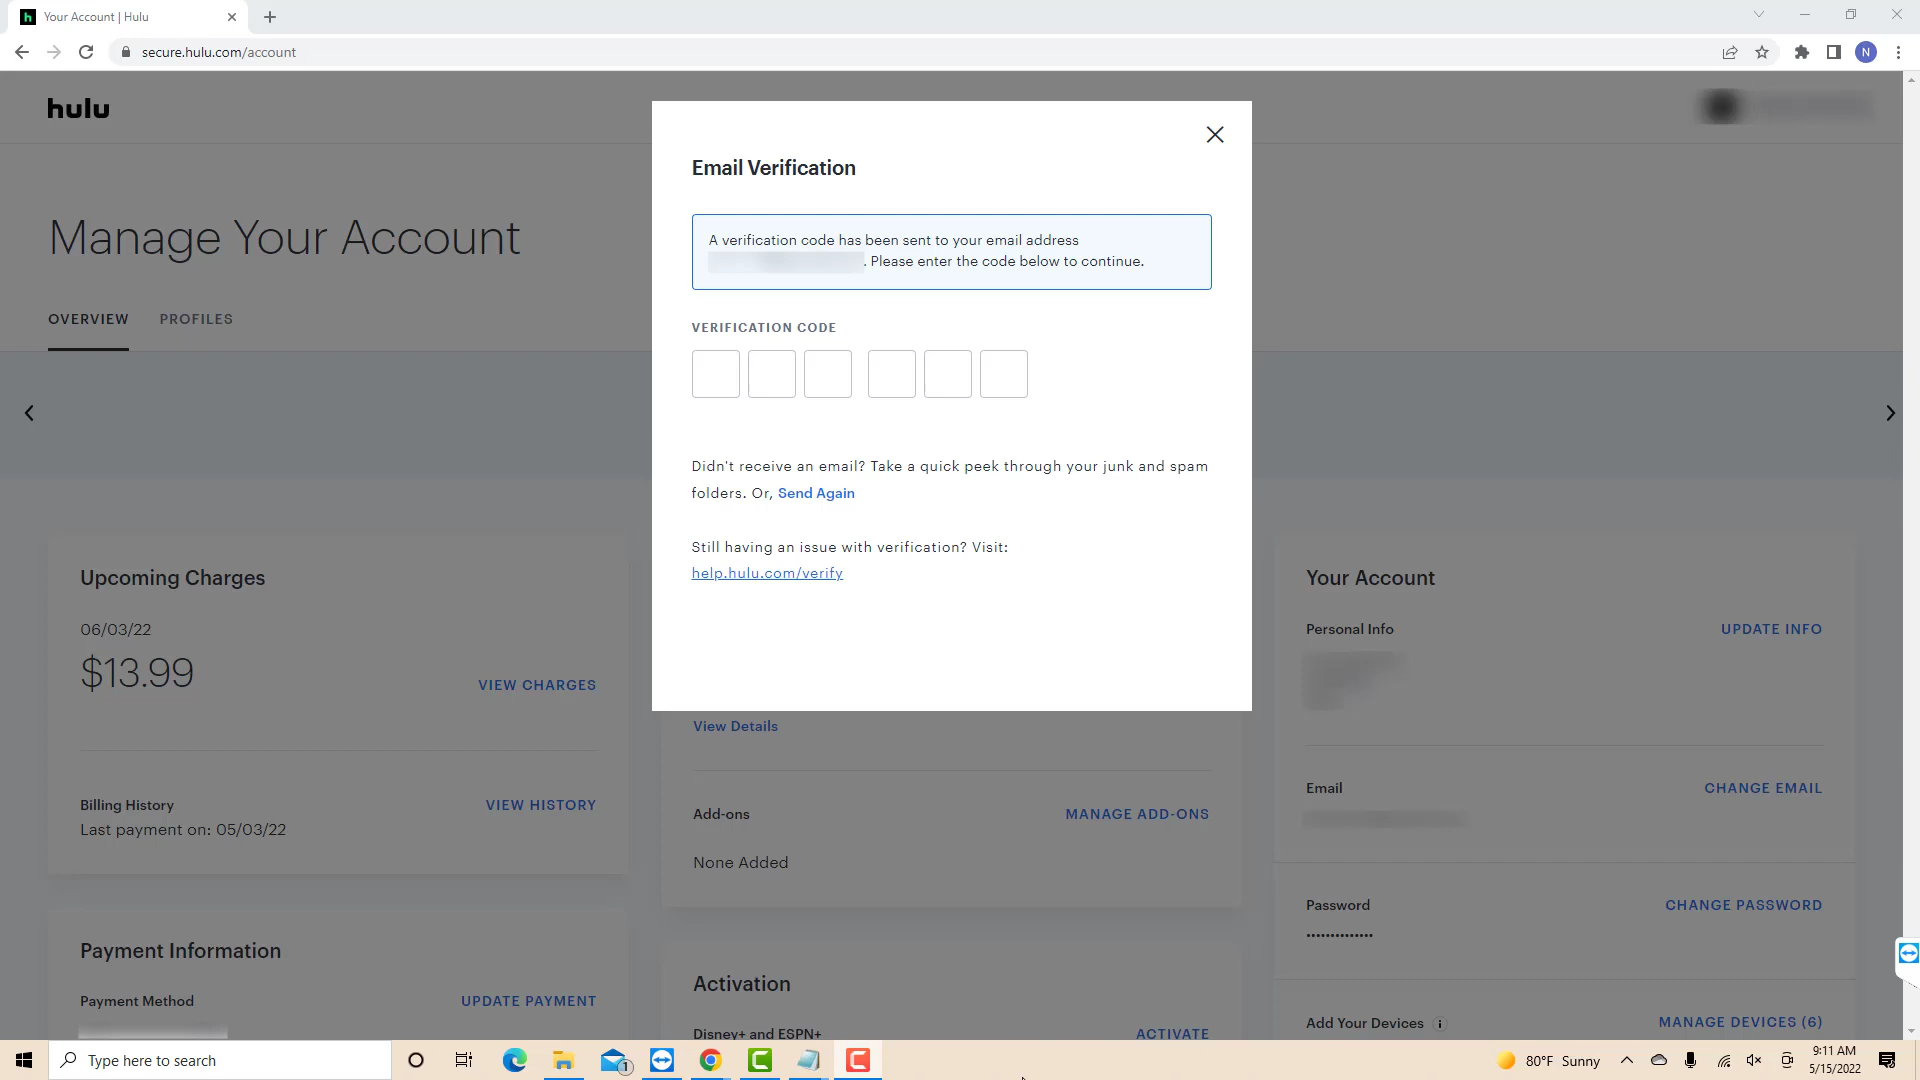 Your Account | Hulu
secure.hulu.com/account
N
hulu
Manage Your Account
OVERVIEW PROFILES
Email Verification
A verification code has been sent to your email address
. Please enter the code below to continue.
VERIFICATION CODE
Didn't receive an email? Take a quick peek through your junk and spam
folders. Or, Send Again
Still having an issue with verification? Visit:
help.hulu.com/verify
Upcoming Charges
06/03/22
$13.99
VIEW CHARGES
Billing History VIEW HISTORY
Last payment on: 05/03/22
Payment Information
Payment Method UPDATE PAYMENT
View Details
Add-ons MANAGE ADD-ONS
None Added
Activation
Disney+ and ESPN+ ACTIVATE
Your Account
Personal Info UPDATE INFO
Email CHANGE EMAIL
Password CHANGE PASSWORD
••••••••••••••
Add Your Devices i MANAGE DEVICES (6)
Type here to search
1
80°F Sunny
9:11 AM
5/15/2022